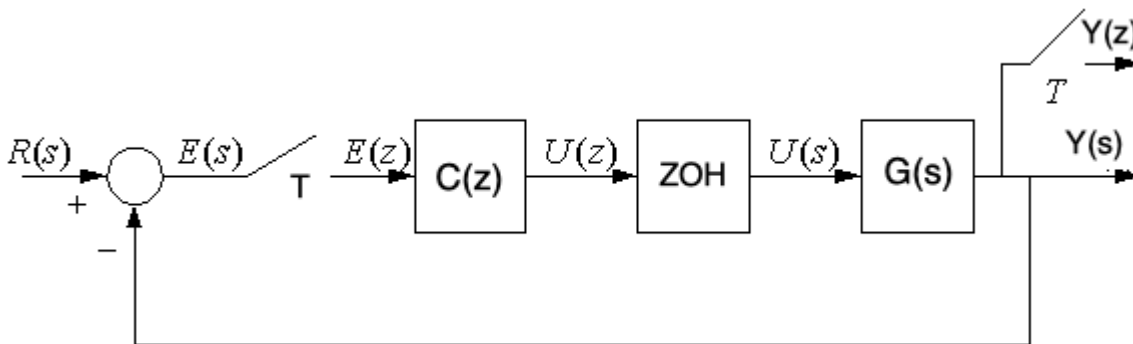 Y(z)
T
R(s)
E(s)
E(z)
U(z)
U(s)
Y(s)
+
T
C(z)
ZOH
G(s)
−